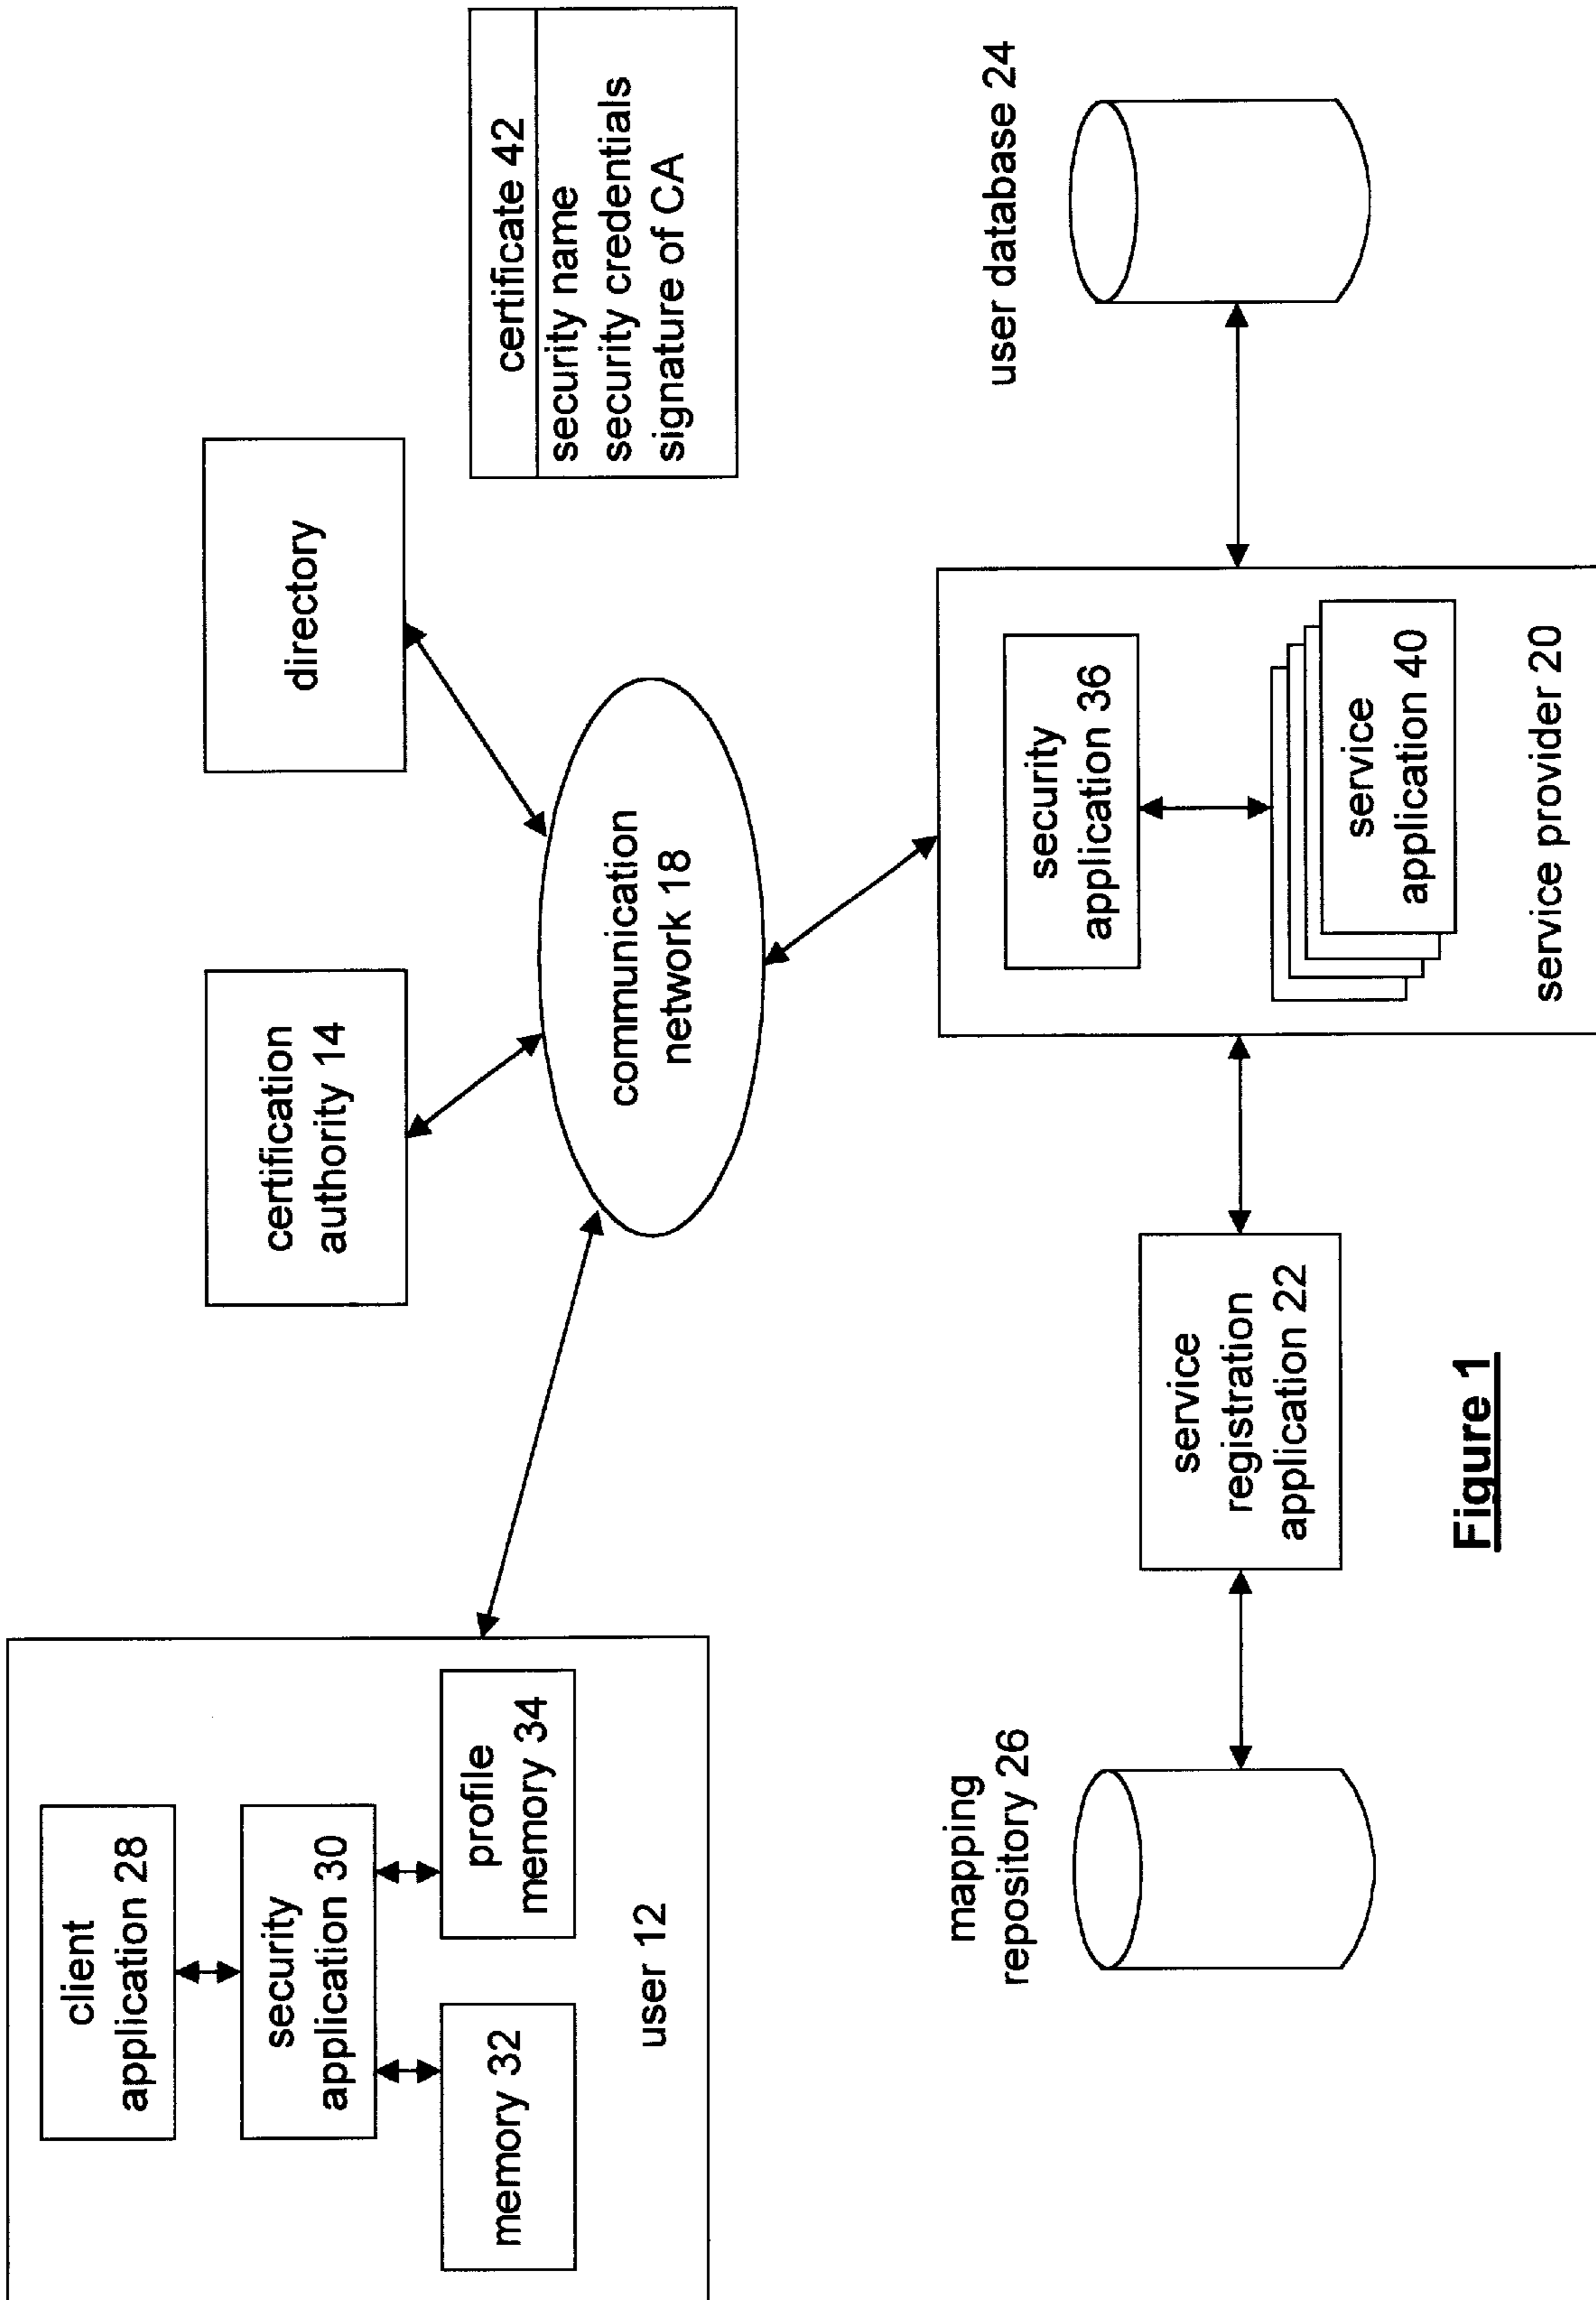 client
application 28
security
application 30
memory 32
profile
memory 34
user 12
certification
authority 14
directory
communication
network 18
certificate 42
security name
security credentials
signature of CA
mapping
repository 26
service
registration
application 22
security
application 36
service
application 40
service provider 20
user database 24
Figure 1